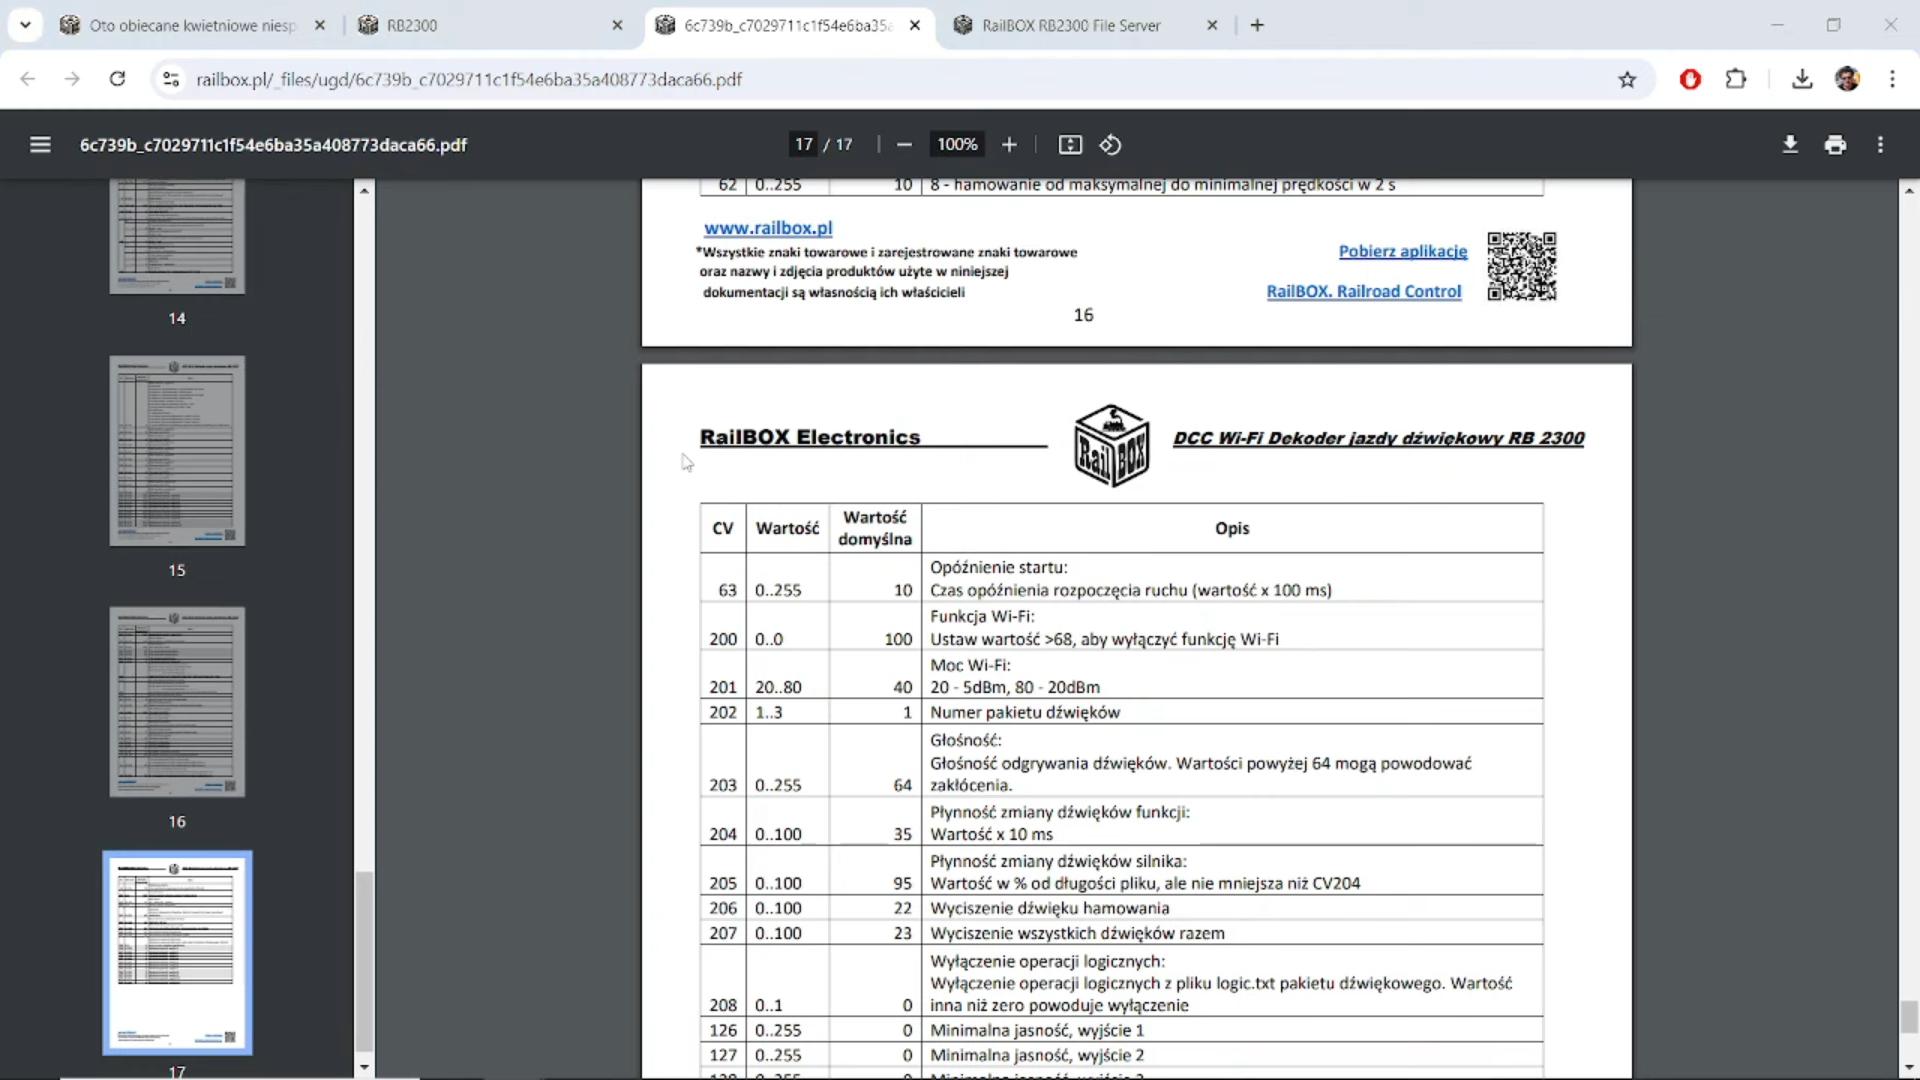 Oto obiecane kwietniowe niesp
RB2300
6c739b_c7029711c1f54e6ba35a
RailBOX RB2300 File Server
railbox.pl/_files/ugd/6c739b_c7029711c1f54e6ba35a408773daca66.pdf
6c739b_c7029711c1f54e6ba35a408773daca66.pdf
17 / 17
100%
14
15
16
17
62 0..255 10 8 - hamowanie od maksymalnej do minimalnej prędkości w 2 s
www.railbox.pl
*Wszystkie znaki towarowe i zarejestrowane znaki towarowe
oraz nazwy i zdjęcia produktów użyte w niniejszej
dokumentacji są własnością ich właścicieli
Pobierz aplikację
RailBOX. Railroad Control
16
RailBOX Electronics
Rail BOX
DCC Wi-Fi Dekoder jazdy dźwiękowy RB 2300
CV Wartość Wartość domyślna Opis
Opóźnienie startu:
63 0..255 10 Czas opóźnienia rozpoczęcia ruchu (wartość x 100 ms)
Funkcja Wi-Fi:
200 0..0 100 Ustaw wartość >68, aby wyłączyć funkcję Wi-Fi
Moc Wi-Fi:
201 20..80 40 20 - 5dBm, 80 - 20dBm
202 1..3 1 Numer pakietu dźwięków
Głośność:
Głośność odgrywania dźwięków. Wartości powyżej 64 mogą powodować
203 0..255 64 zakłócenia.
Płynność zmiany dźwięków funkcji:
204 0..100 35 Wartość x 10 ms
Płynność zmiany dźwięków silnika:
205 0..100 95 Wartość w % od długości pliku, ale nie mniejsza niż CV204
206 0..100 22 Wyciszenie dźwięku hamowania
207 0..100 23 Wyciszenie wszystkich dźwięków razem
Wyłączenie operacji logicznych:
Wyłączenie operacji logicznych z pliku logic.txt pakietu dźwiękowego. Wartość
208 0..1 0 inna niż zero powoduje wyłączenie
126 0..255 0 Minimalna jasność, wyjście 1
127 0..255 0 Minimalna jasność, wyjście 2